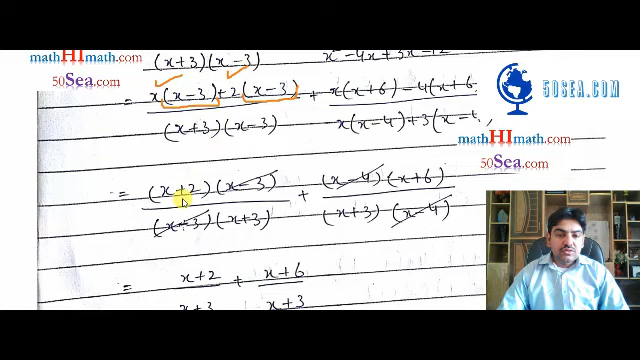 mathHImath.com
50Sea.com
(x+3)(x-3) x²-4x+3x-12
= x(x-3)+2(x-3) + x(x+6)-4(x+6
(x+3)(x-3) x(x-4)+3(x-4
50SEA.COM
mathHImath.com
50Sea.com
= (x+2)(x-3) + (x-4)(x+6)
(x-3)(x+3) (x+3)(x-4)
= x+2 + x+6
x+3 x+3